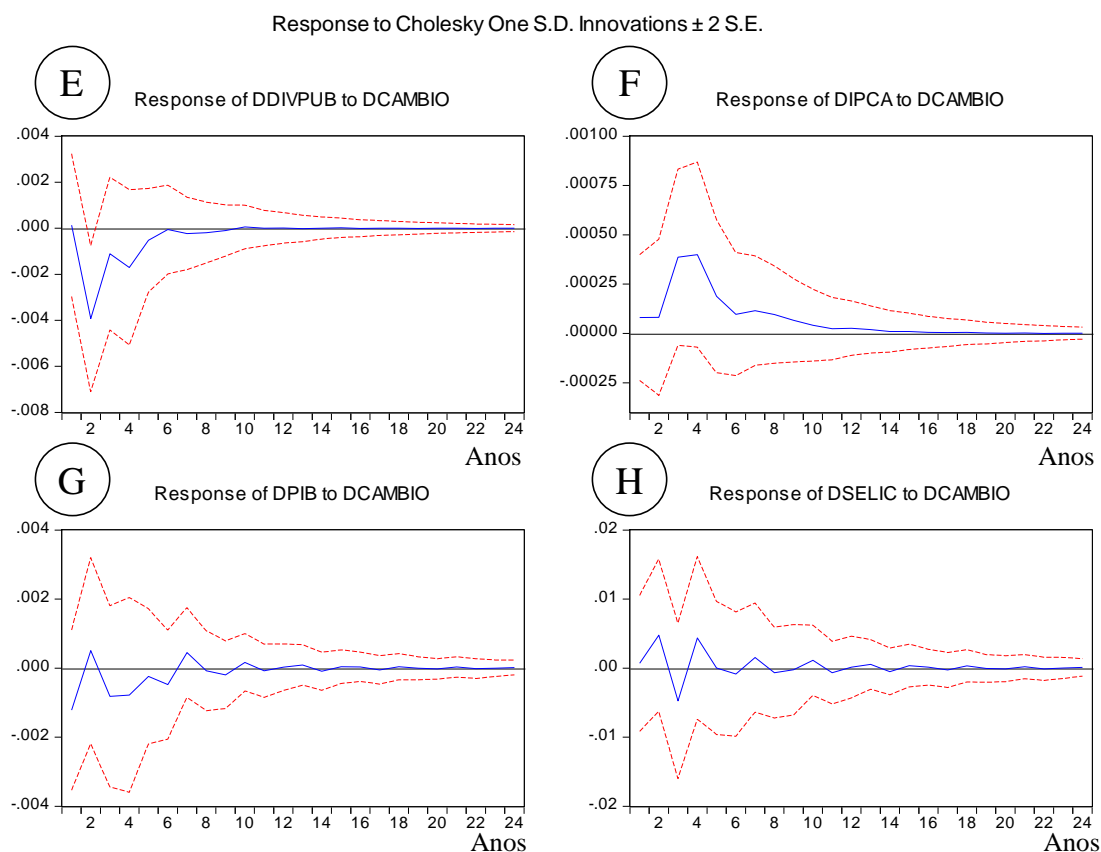 Response to Cholesky One S.D. Innovations ± 2 S.E.
E
Response of DDIVPUB to DCAMBIO
.004
.002
.000
-.002
-.004
-.006
-.008
2 4 6 8 10 12 14 16 18 20 22 24
Anos
F
Response of DIPCA to DCAMBIO
.00100
.00075
.00050
.00025
.00000
-.00025
2 4 6 8 10 12 14 16 18 20 22 24
Anos
G
Response of DPIB to DCAMBIO
.004
.002
.000
-.002
-.004
2 4 6 8 10 12 14 16 18 20 22 24
Anos
H
Response of DSELIC to DCAMBIO
.02
.01
.00
-.01
-.02
2 4 6 8 10 12 14 16 18 20 22 24
Anos